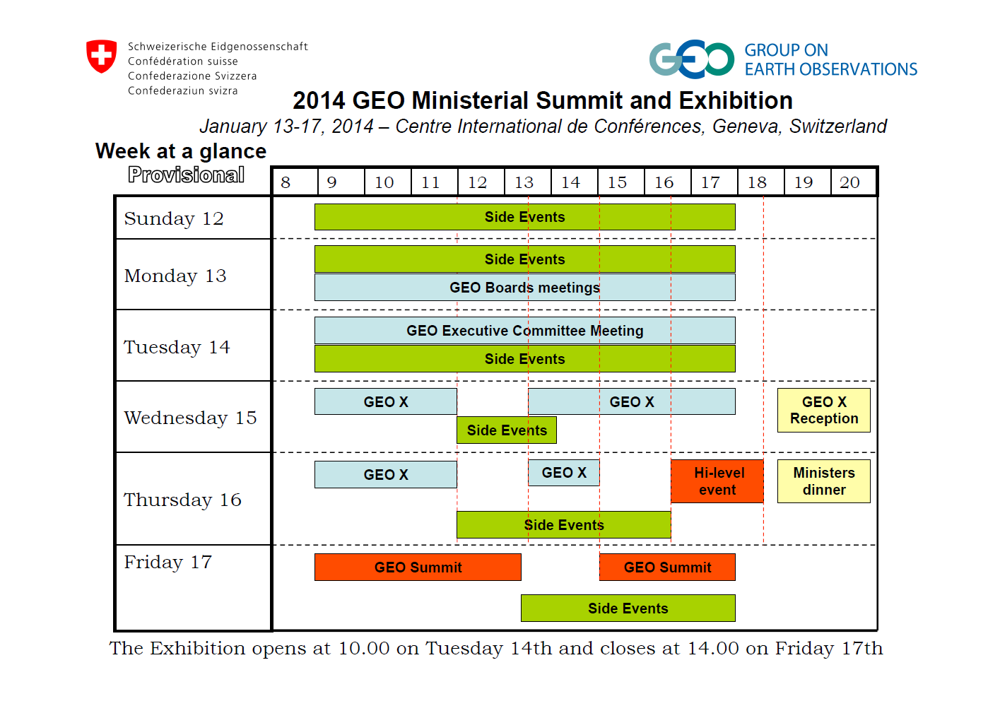 Schweizerische Eidgenossenschaft
Confédération suisse
Confederazione Svizzera
Confederaziun svizra
GEO GROUP ON
EARTH OBSERVATIONS
2014 GEO Ministerial Summit and Exhibition
January 13-17, 2014 – Centre International de Conférences, Geneva, Switzerland
Week at a glance
Provisional
8 9 10 11 12 13 14 15 16 17 18 19 20
Sunday 12
Side Events
Monday 13
Side Events
GEO Boards meetings
Tuesday 14
GEO Executive Committee Meeting
Side Events
Wednesday 15
GEO X
GEO X
GEO X
Reception
Side Events
Thursday 16
GEO X
GEO X
Hi-level
event
Ministers
dinner
Side Events
Friday 17
GEO Summit
GEO Summit
Side Events
The Exhibition opens at 10.00 on Tuesday 14th and closes at 14.00 on Friday 17th